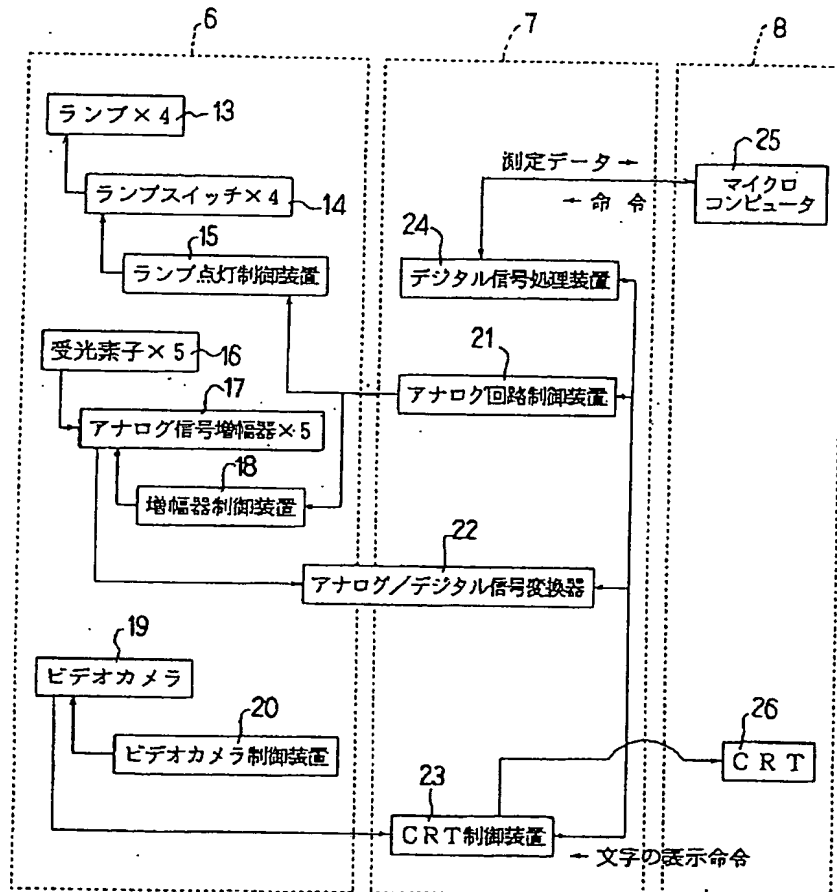 6
7
8
ランプ×4
13
ランプスイッチ×4
14
15
ランプ点灯制御装置
受光素子×5
16
17
アナログ信号増幅器×5
18
増幅器制御装置
19
ビデオカメラ
20
ビデオカメラ制御装置
測定データ→
←命令
24
デジタル信号処理装置
21
アナログ回路制御装置
22
アナログ/デジタル信号変換器
23
CRT制御装置
←文字の表示命令
25
マイクロ
コンピュータ
26
CRT